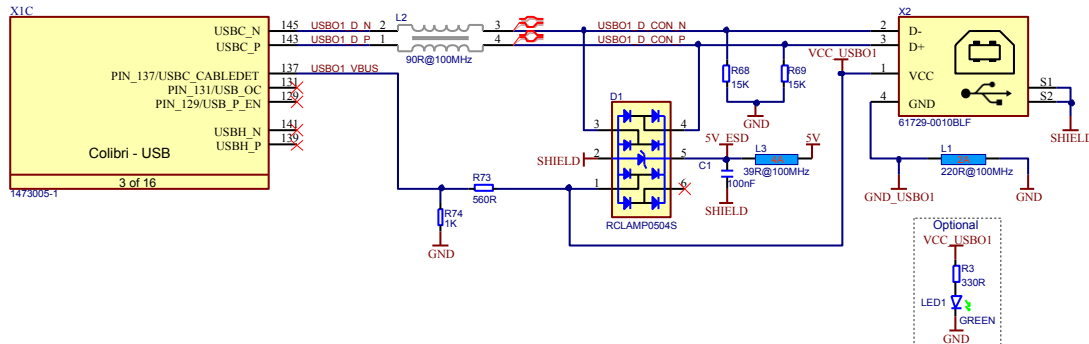 X1C
USBC_N
USBC_P
PIN_137/USBC_CABLEDET
PIN_131/USB_OC
PIN_129/USB_P_EN
USBH_N
USBH_P
Colibri - USB
3 of 16
1473005-1
145
143
137
131
129
141
139
USBO1_D_N
USBO1_D_P
USBO1_VBUS
L2
2
1
3
4
90R@100MHz
USBO1_D_CON_N
USBO1_D_CON_P
R68
15K
R69
15K
GND
VCC_USBO1
X2
2
3
1
4
D-
D+
VCC
GND
S1
S2
61729-0010BLF
SHIELD
D1
3
2
1
4
5
6
SHIELD
RCLAMP0504S
5V_ESD
C1
100nF
SHIELD
L3
2A
39R@100MHz
5V
R73
560R
R74
1K
GND
GND_USBO1
L1
2A
220R@100MHz
GND
Optional
VCC_USBO1
R3
330R
LED1
GREEN
GND